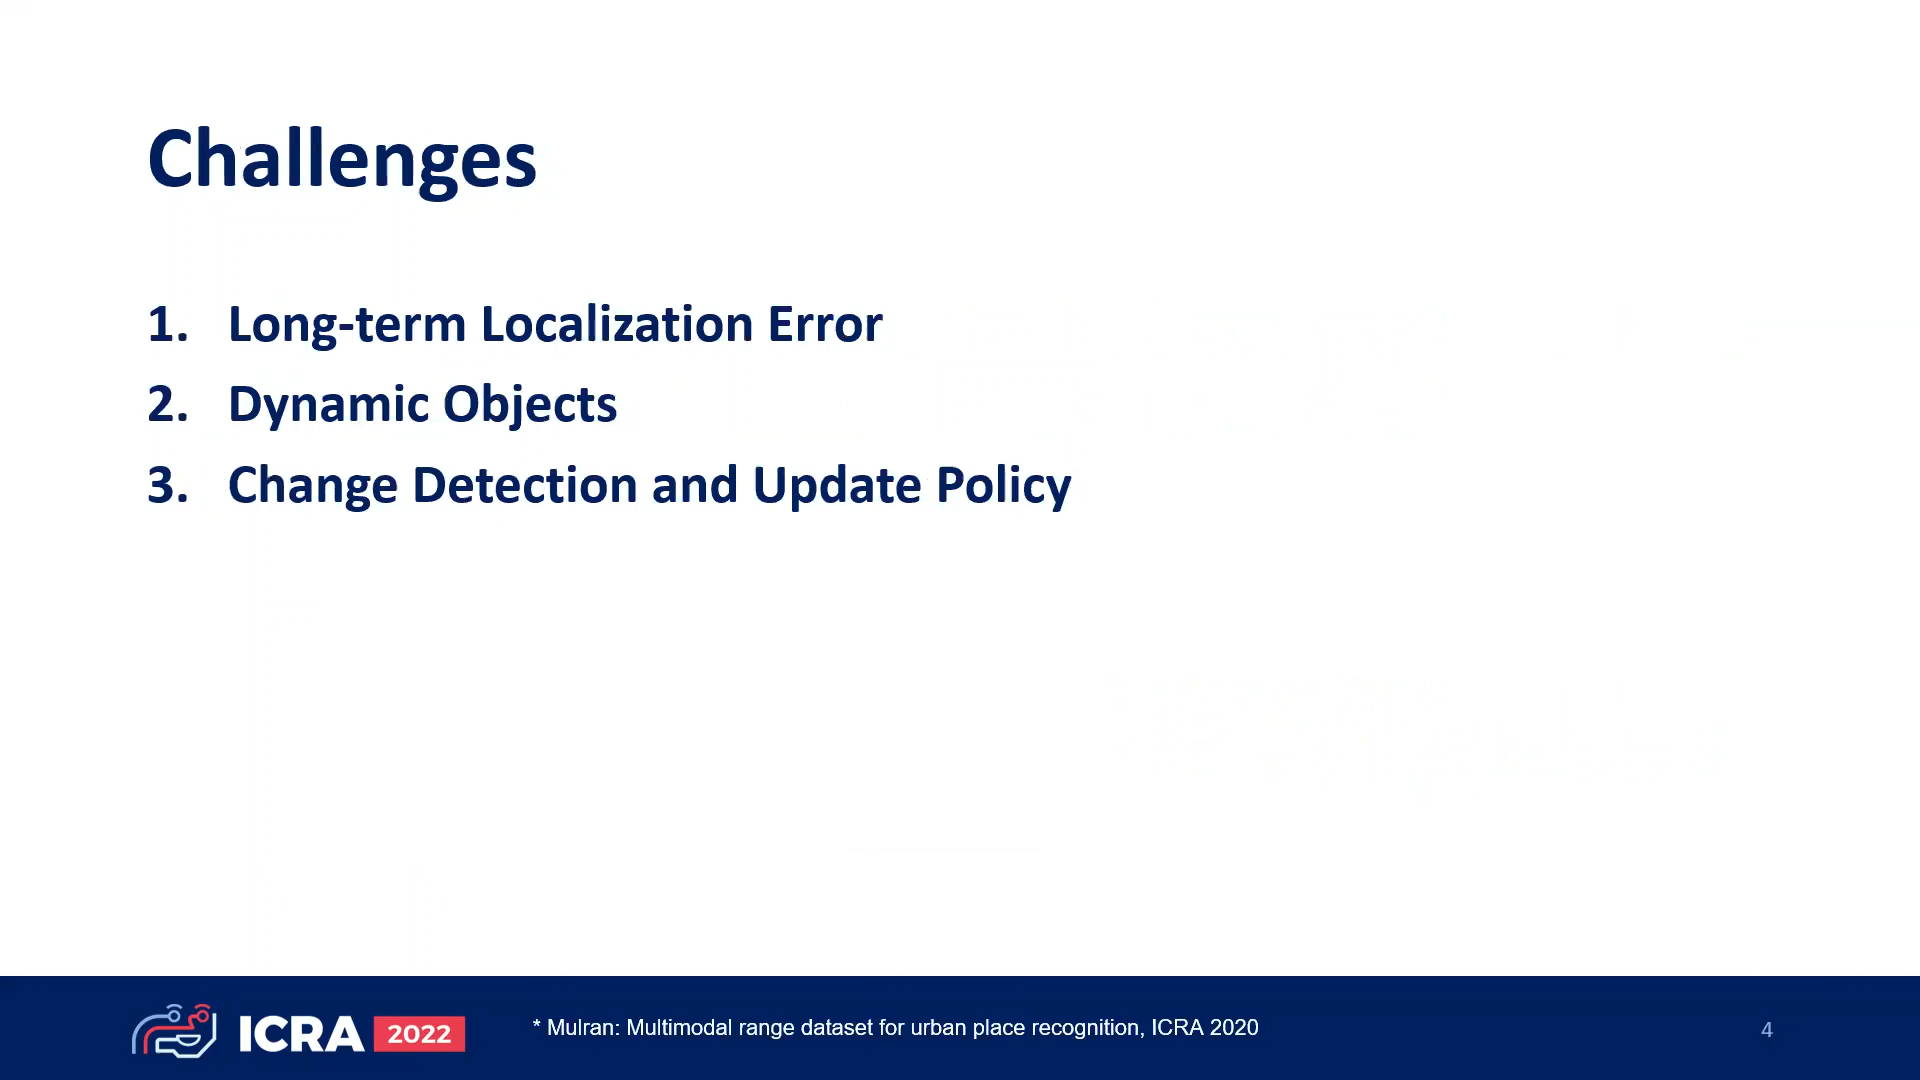 Challenges
1. Long-term Localization Error
2. Dynamic Objects
3. Change Detection and Update Policy
ICRA 2022
* Mulran: Multimodal range dataset for urban place recognition, ICRA 2020
4